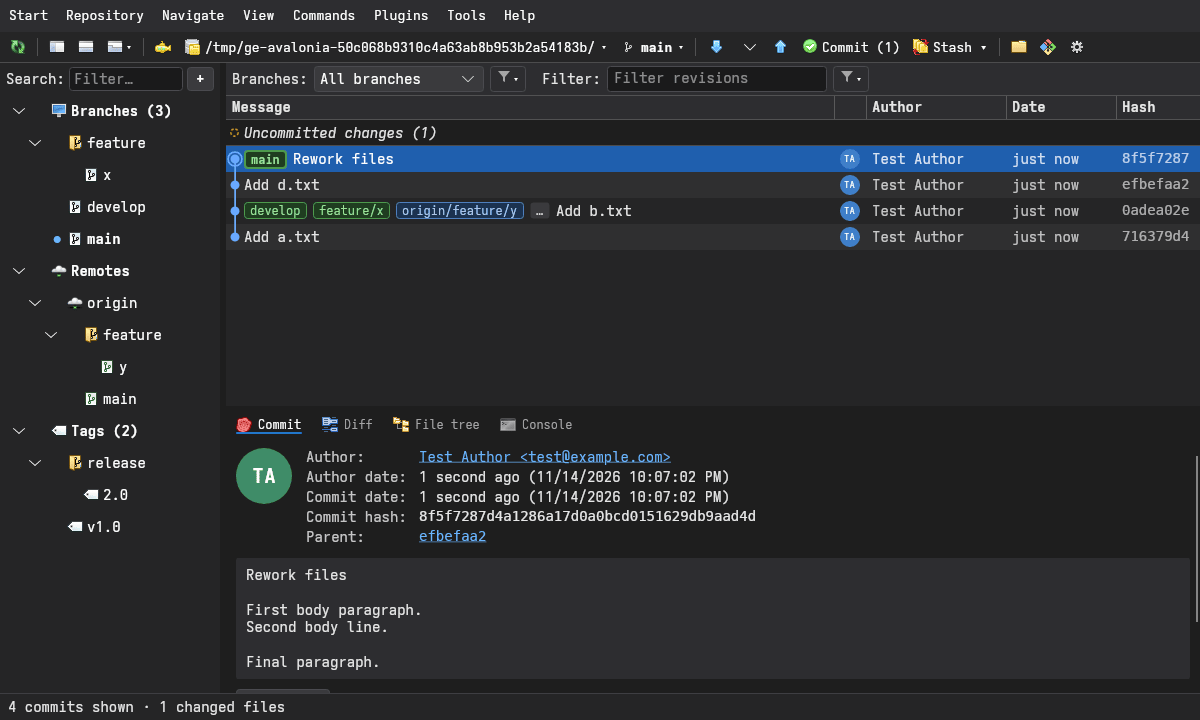 Start Repository Navigate View Commands Plugins Tools Help
/tmp/ge-avalonia-50c068b9310c4a63ab8b953b2a54183b/ main Commit (1) Stash
Search: Filter… +
Branches: All branches Filter: Filter revisions
Branches (3)
feature
x
develop
main
Remotes
origin
feature
y
main
Tags (2)
release
2.0
v1.0
Message Author Date Hash
Uncommitted changes (1)
main Rework files TA Test Author just now 8f5f7287
Add d.txt TA Test Author just now efbefaa2
develop feature/x origin/feature/y … Add b.txt TA Test Author just now 0adea02e
Add a.txt TA Test Author just now 716379d4
Commit Diff File tree Console
TA
Author: Test Author <test@example.com>
Author date: 1 second ago (11/14/2026 10:07:02 PM)
Commit date: 1 second ago (11/14/2026 10:07:02 PM)
Commit hash: 8f5f7287d4a1286a17d0a0bcd0151629db9aad4d
Parent: efbefaa2
Rework files
First body paragraph.
Second body line.
Final paragraph.
4 commits shown · 1 changed files